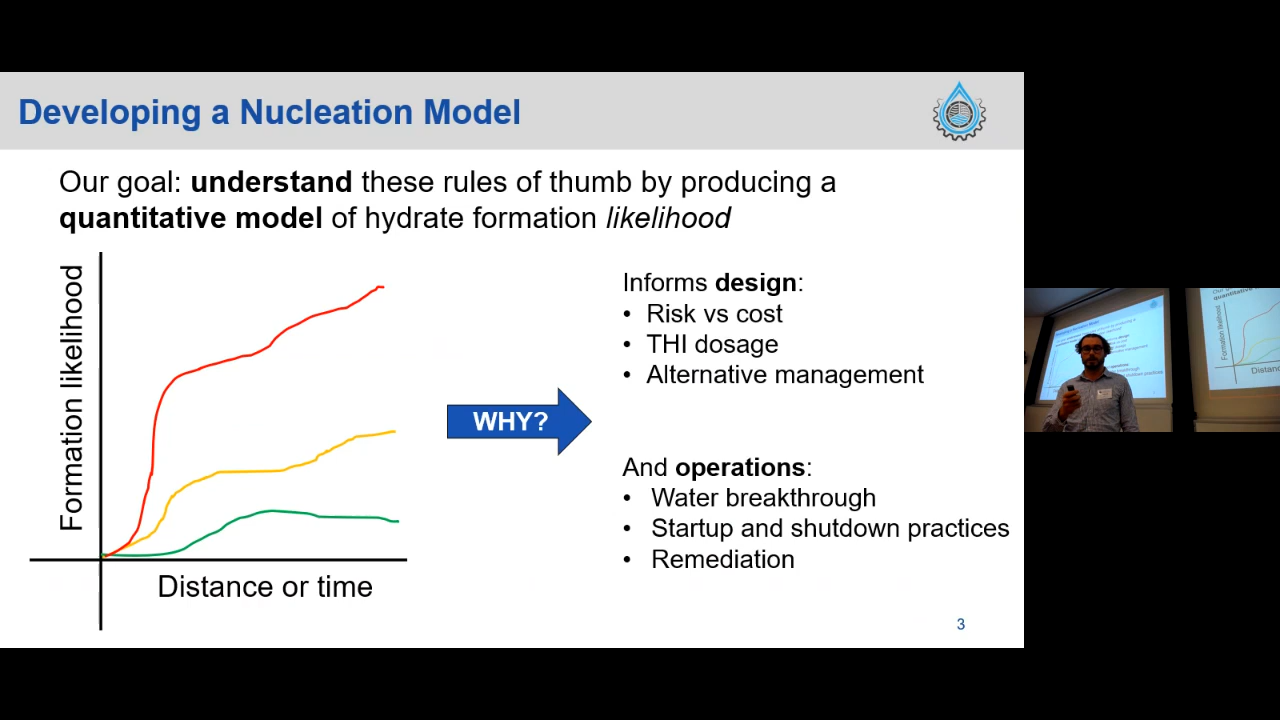 Developing a Nucleation Model
Our goal: understand these rules of thumb by producing a
quantitative model of hydrate formation likelihood
Formation likelihood
Distance or time
WHY?
Informs design:
• Risk vs cost
• THI dosage
• Alternative management
And operations:
• Water breakthrough
• Startup and shutdown practices
• Remediation
3
Formation likelihood